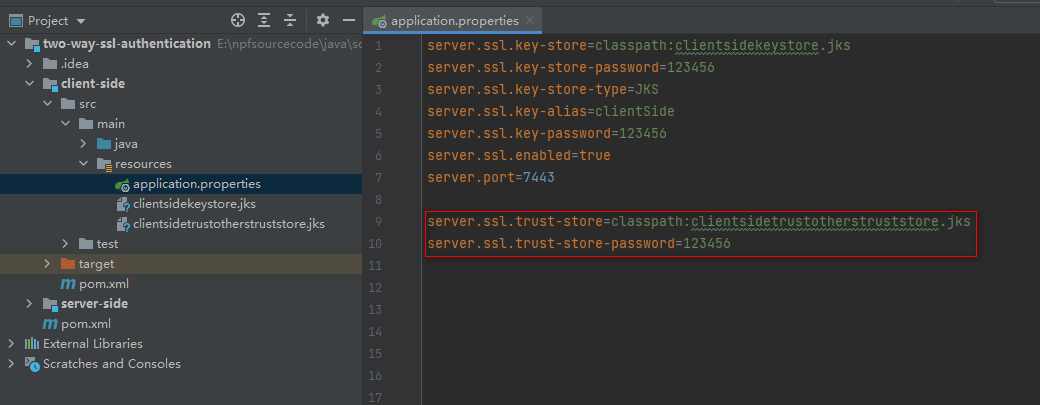 Project
application.properties
two-way-ssl-authentication E:\npfsourcecode\java\sc
.idea
client-side
src
main
java
resources
application.properties
clientsidekeystore.jks
clientsidetrustotherstruststore.jks
test
target
pom.xml
server-side
pom.xml
External Libraries
Scratches and Consoles
1 server.ssl.key-store=classpath:clientsidekeystore.jks
2 server.ssl.key-store-password=123456
3 server.ssl.key-store-type=JKS
4 server.ssl.key-alias=clientSide
5 server.ssl.key-password=123456
6 server.ssl.enabled=true
7 server.port=7443
8
9 server.ssl.trust-store=classpath:clientsidetrustotherstruststore.jks
10 server.ssl.trust-store-password=123456
11
12
13
14
15
16
17